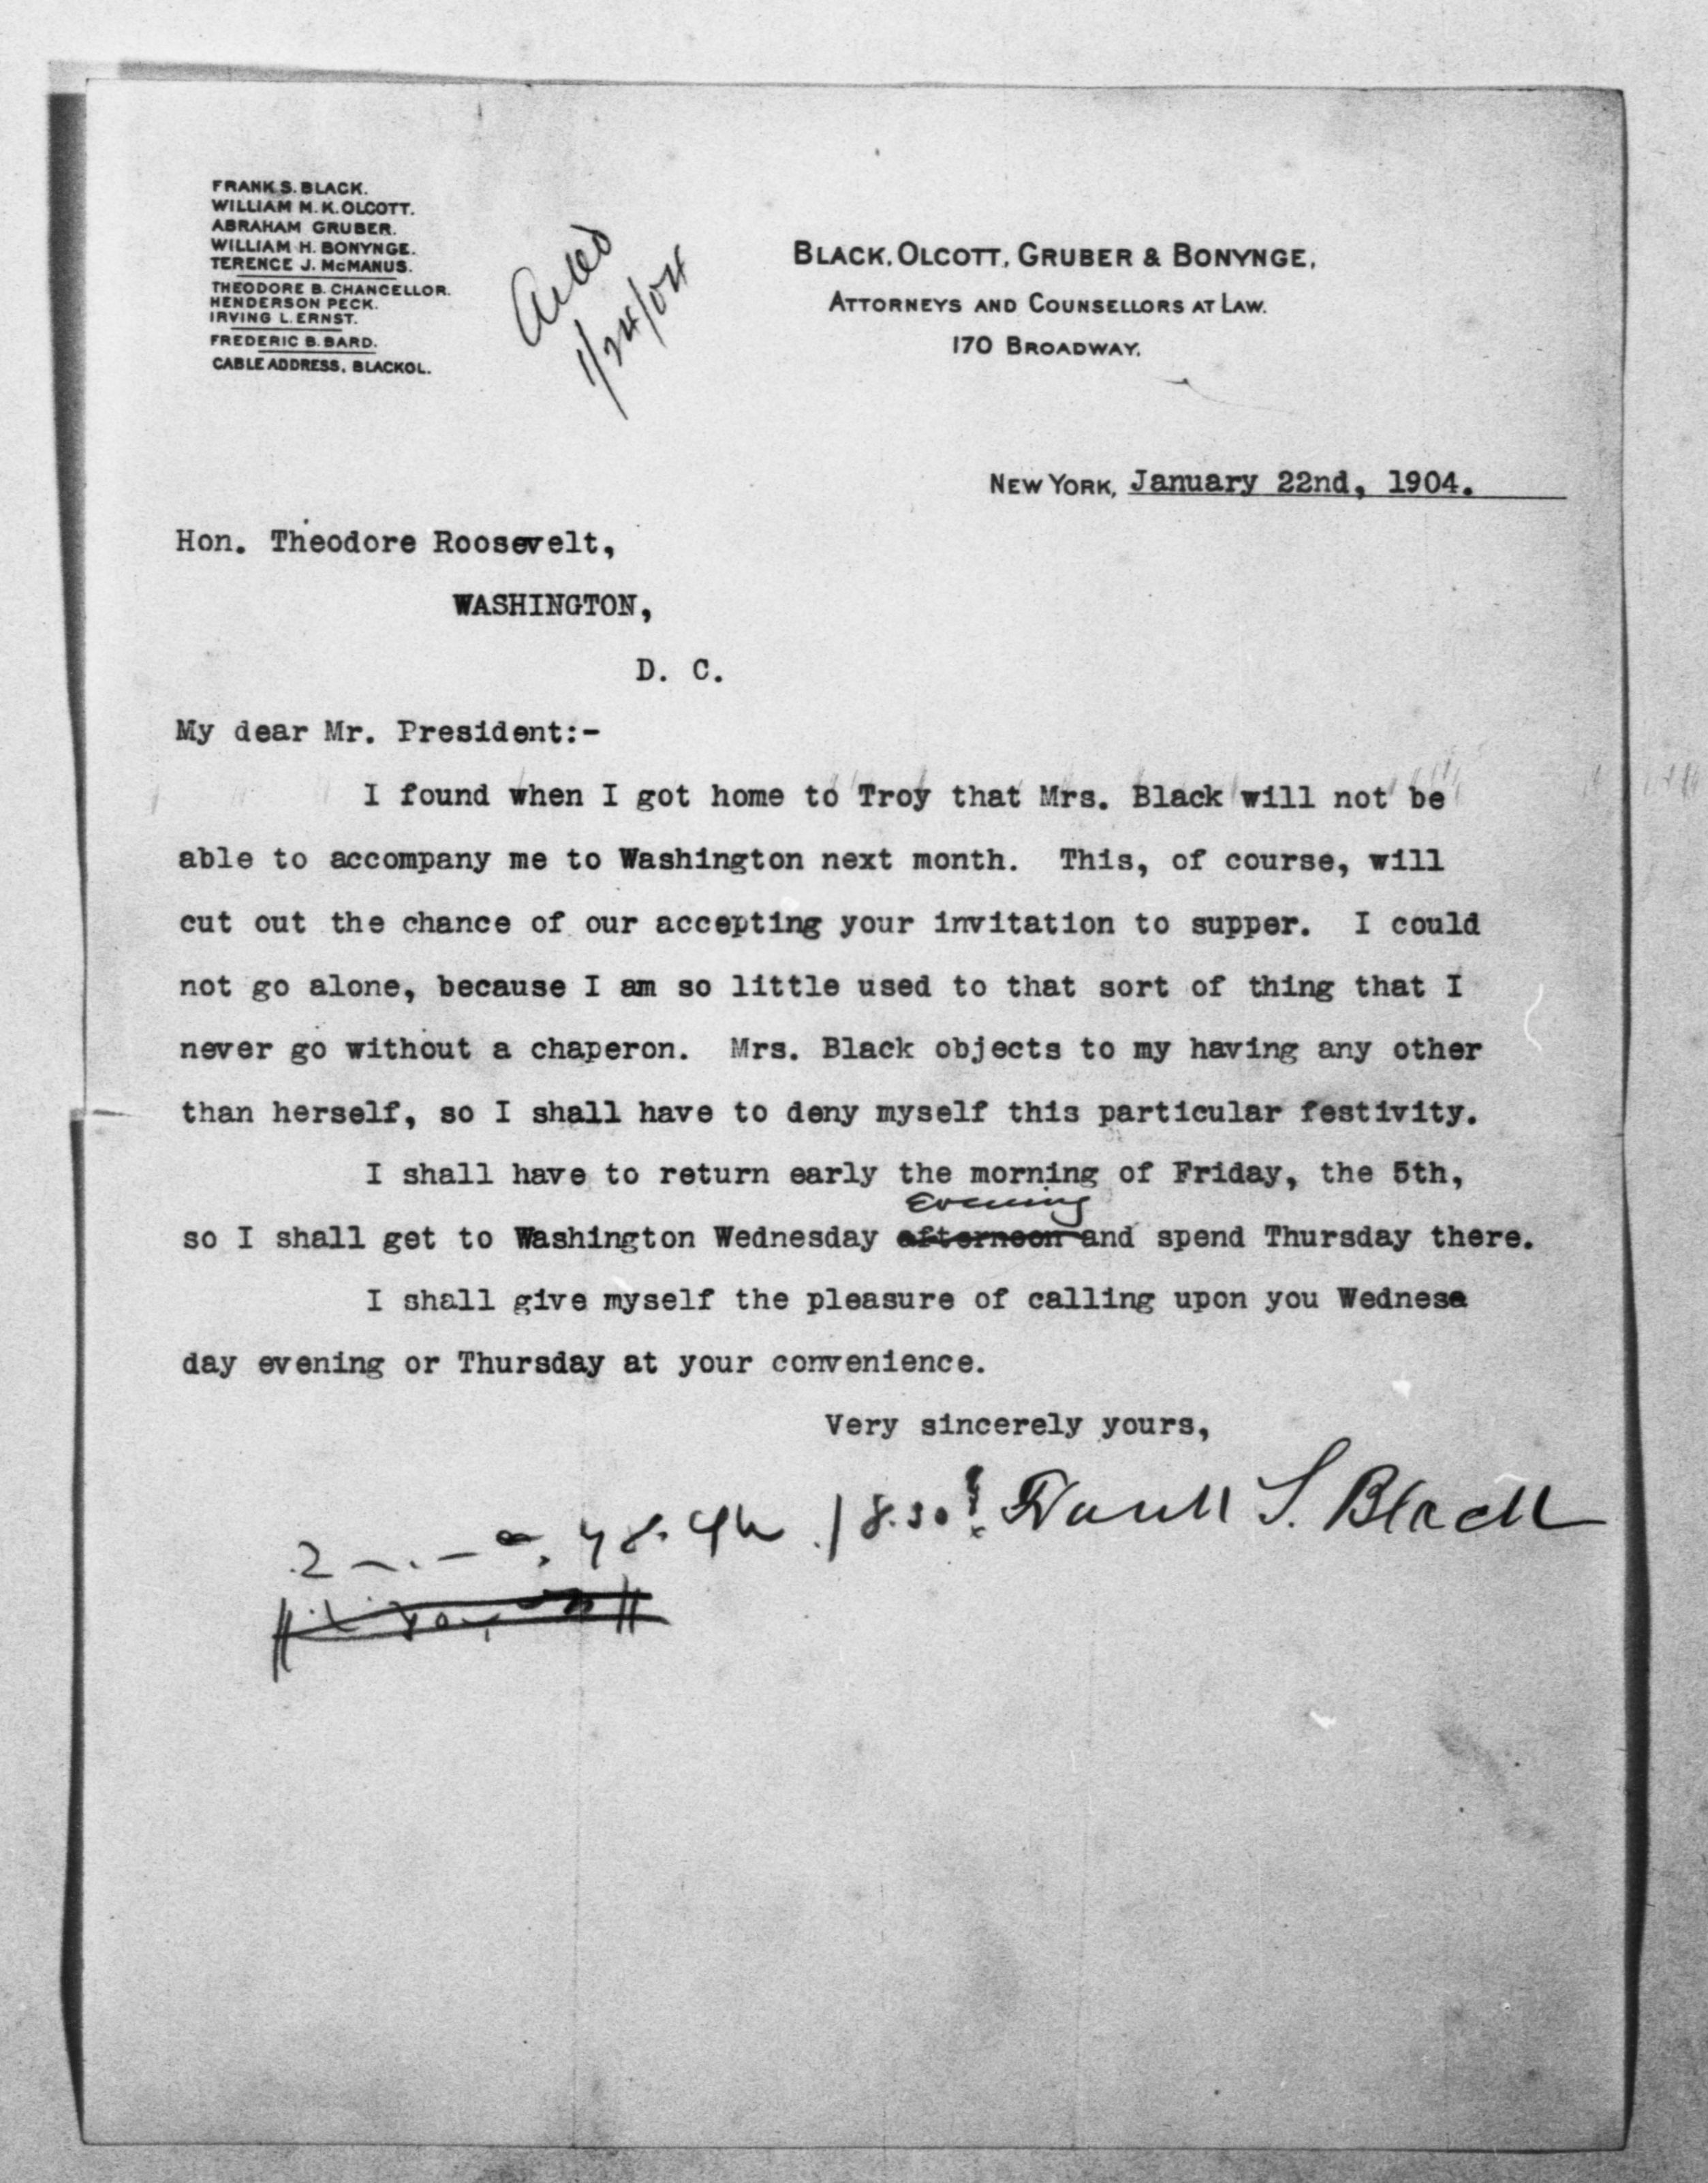 FRANK S. BLACK.
WILLIAM M. K. OLCOTT.
ABRAHAM GRUBER.
WILLIAM H. BONYNGE.
TERENCE J. McMANUS.
THEODORE B. CHANCELLOR.
HENDERSON PECK.
IRVING L. ERNST.
FREDERIC B. BARD.
CABLE ADDRESS, BLACKOL.
1/24/04
BLACK, OLCOTT, GRUBER & BONYNGE,
ATTORNEYS AND COUNSELLORS AT LAW.
170 BROADWAY.
NEW YORK, January 22nd, 1904.
Hon. Theodore Roosevelt,
WASHINGTON,
D. C.
My dear Mr. President:-
I found when I got home to Troy that Mrs. Black will not be
able to accompany me to Washington next month. This, of course, will
cut out the chance of our accepting your invitation to supper. I could
not go alone, because I am so little used to that sort of thing that I
never go without a chaperon. Mrs. Black objects to my having any other
than herself, so I shall have to deny myself this particular festivity.
I shall have to return early the morning of Friday, the 5th,
Evening
so I shall get to Washington Wednesday afternoon and spend Thursday there.
I shall give myself the pleasure of calling upon you Wednes
day evening or Thursday at your convenience.
Very sincerely yours,
8.30! Frank S. Black